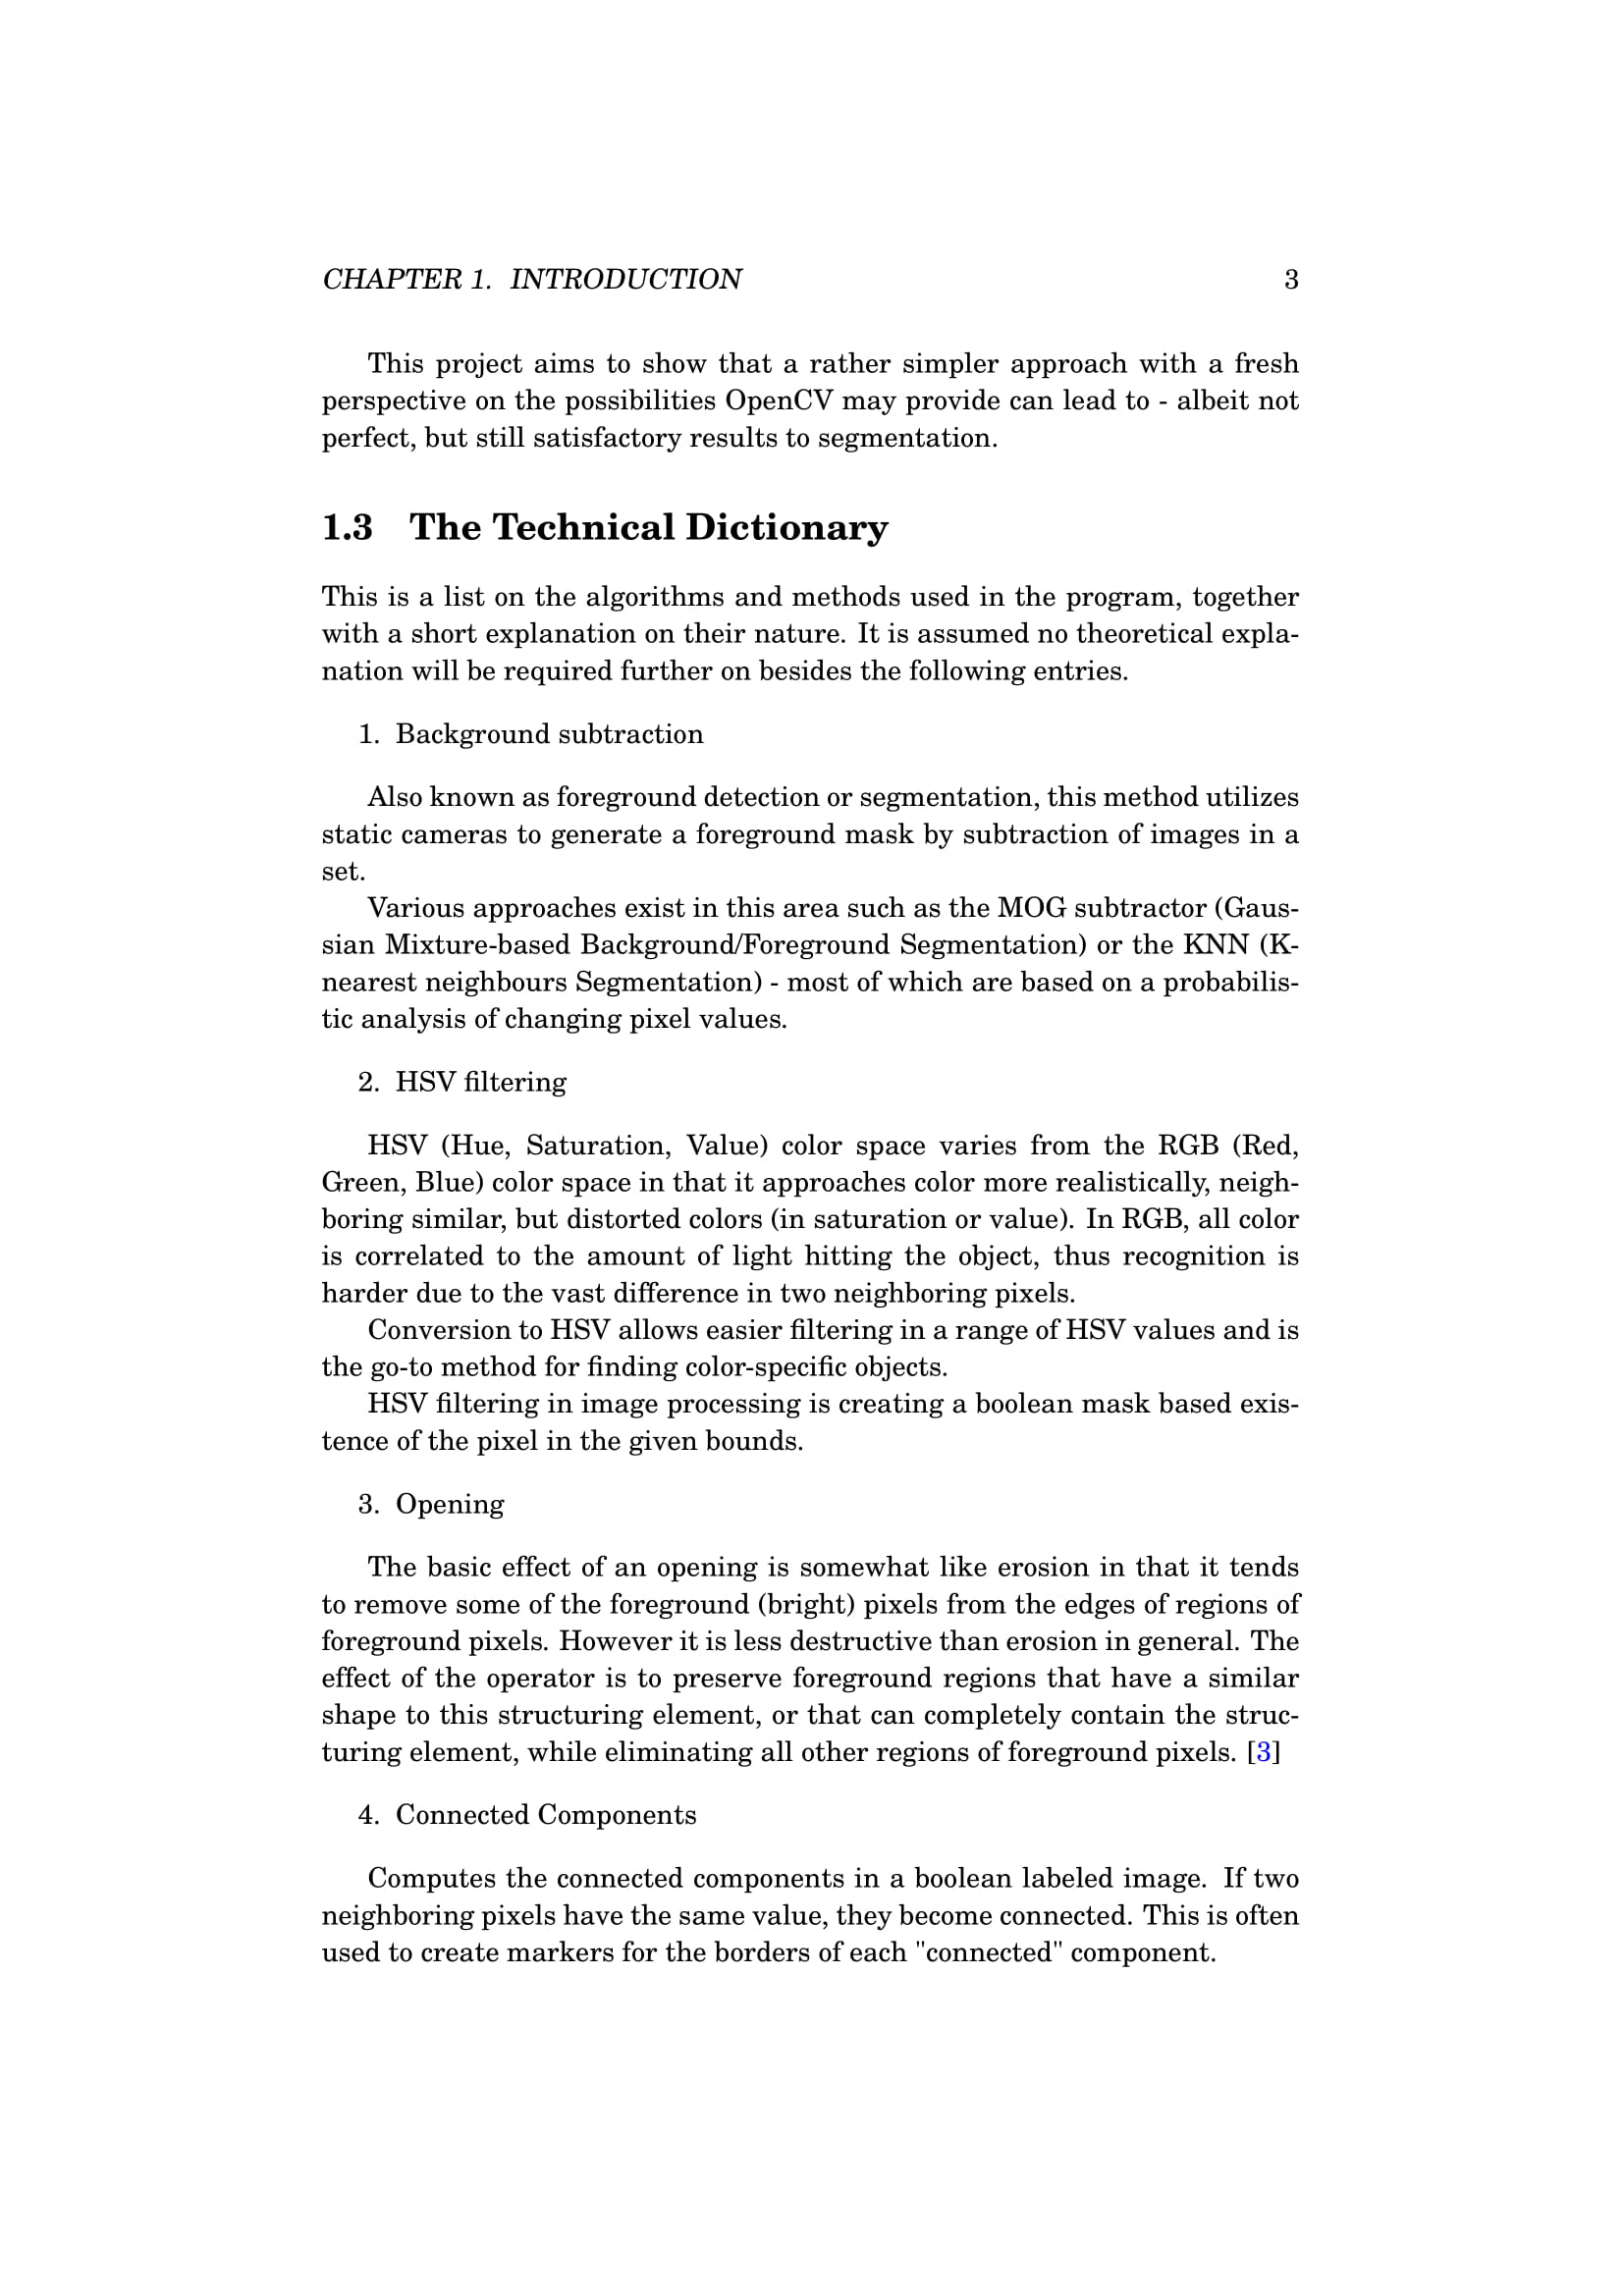 CHAPTER 1. INTRODUCTION 3
This project aims to show that a rather simpler approach with a fresh
perspective on the possibilities OpenCV may provide can lead to - albeit not
perfect, but still satisfactory results to segmentation.
1.3 The Technical Dictionary
This is a list on the algorithms and methods used in the program, together
with a short explanation on their nature. It is assumed no theoretical expla-
nation will be required further on besides the following entries.
1. Background subtraction
Also known as foreground detection or segmentation, this method utilizes
static cameras to generate a foreground mask by subtraction of images in a
set.
Various approaches exist in this area such as the MOG subtractor (Gaus-
sian Mixture-based Background/Foreground Segmentation) or the KNN (K-
nearest neighbours Segmentation) - most of which are based on a probabilis-
tic analysis of changing pixel values.
2. HSV filtering
HSV (Hue, Saturation, Value) color space varies from the RGB (Red,
Green, Blue) color space in that it approaches color more realistically, neigh-
boring similar, but distorted colors (in saturation or value). In RGB, all color
is correlated to the amount of light hitting the object, thus recognition is
harder due to the vast difference in two neighboring pixels.
Conversion to HSV allows easier filtering in a range of HSV values and is
the go-to method for finding color-specific objects.
HSV filtering in image processing is creating a boolean mask based exis-
tence of the pixel in the given bounds.
3. Opening
The basic effect of an opening is somewhat like erosion in that it tends
to remove some of the foreground (bright) pixels from the edges of regions of
foreground pixels. However it is less destructive than erosion in general. The
effect of the operator is to preserve foreground regions that have a similar
shape to this structuring element, or that can completely contain the struc-
turing element, while eliminating all other regions of foreground pixels. [3]
4. Connected Components
Computes the connected components in a boolean labeled image. If two
neighboring pixels have the same value, they become connected. This is often
used to create markers for the borders of each "connected" component.